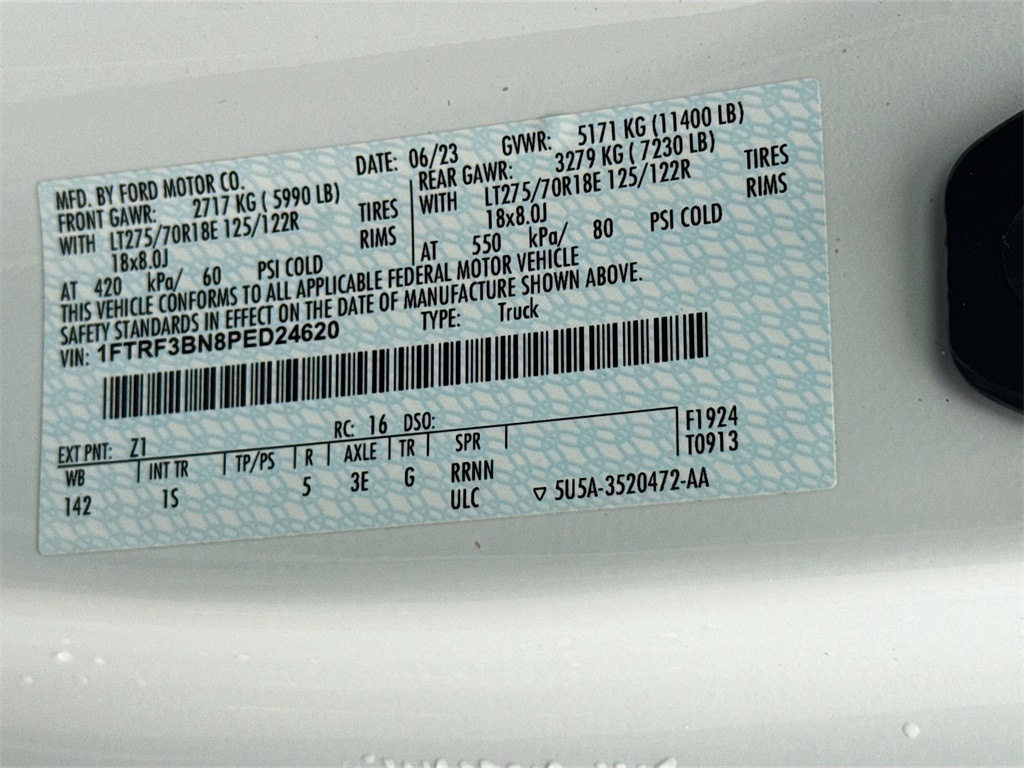 MFD. BY FORD MOTOR CO.
DATE: 06/23 GVWR: 5171 KG (11400 LB)
FRONT GAWR: 2717 KG ( 5990 LB)
REAR GAWR: 3279 KG ( 7230 LB)
WITH LT275/70R18E 125/122R TIRES
18x8.0J RIMS
AT 420 kPa/ 60 PSI COLD
WITH LT275/70R18E 125/122R TIRES
18x8.0J RIMS
AT 550 kPa/ 80 PSI COLD
THIS VEHICLE CONFORMS TO ALL APPLICABLE FEDERAL MOTOR VEHICLE
SAFETY STANDARDS IN EFFECT ON THE DATE OF MANUFACTURE SHOWN ABOVE.
VIN: 1FTRF3BN8PED24620 TYPE: Truck
EXT PNT: Z1 RC: 16 DSO:
WB INT TR TP/PS R AXLE TR SPR
142 1S 5 3E G RRNN
ULC
F1924
T0913
▽ 5U5A-3520472-AA